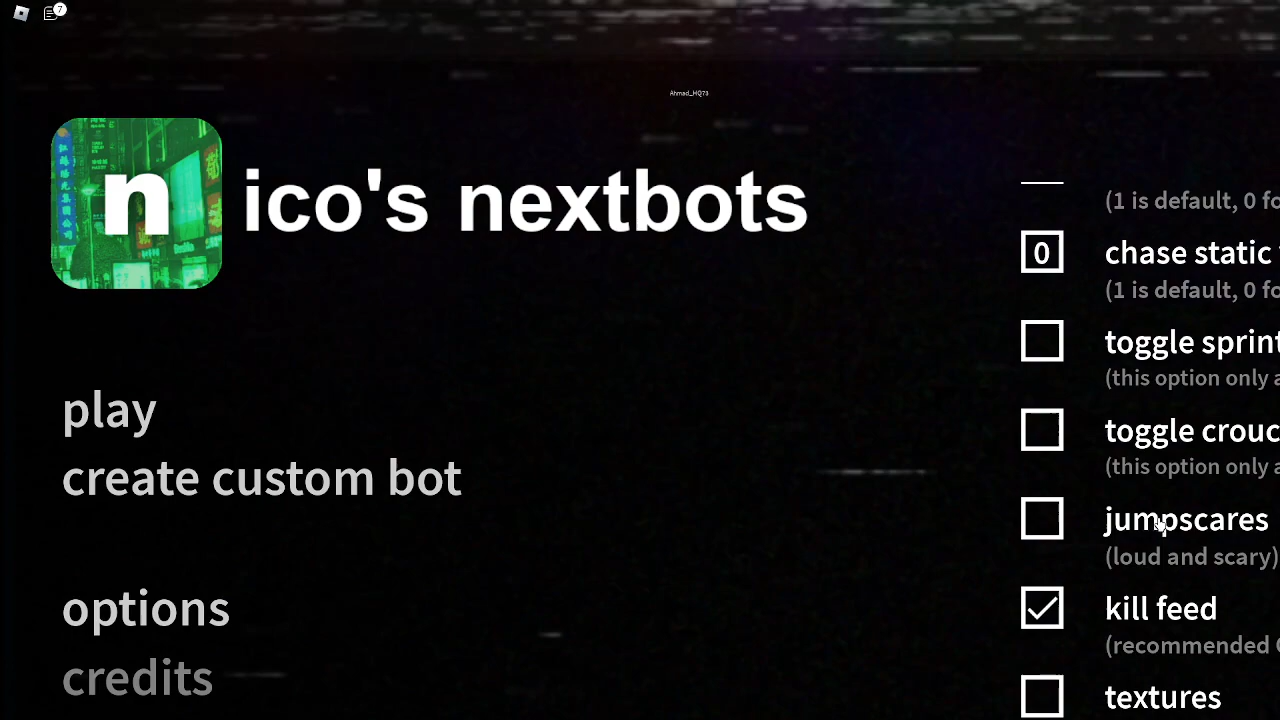 7
Ahmad_HQ73
n ico's nextbots
(1 is default, 0 fo
0 chase static
(1 is default, 0 fo
toggle sprint
(this option only a
play
toggle crouc
(this option only a
create custom bot
jumpscares
(loud and scary)
options
kill feed
(recommended
credits
textures